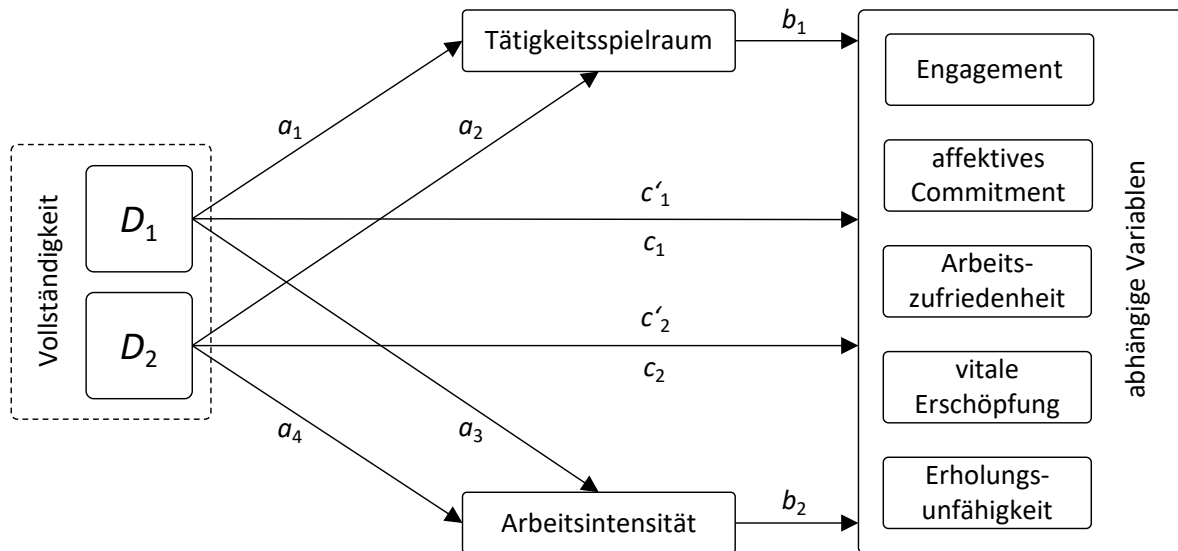 Tätigkeitsspielraum
b1
Engagement
a1
a2
affektives
Commitment
Vollständigkeit
D1
c‘1
c1
Arbeits-
zufriedenheit
abhängige Variablen
D2
c‘2
c2
vitale
Erschöpfung
a4
a3
Erholungs-
unfähigkeit
Arbeitsintensität
b2